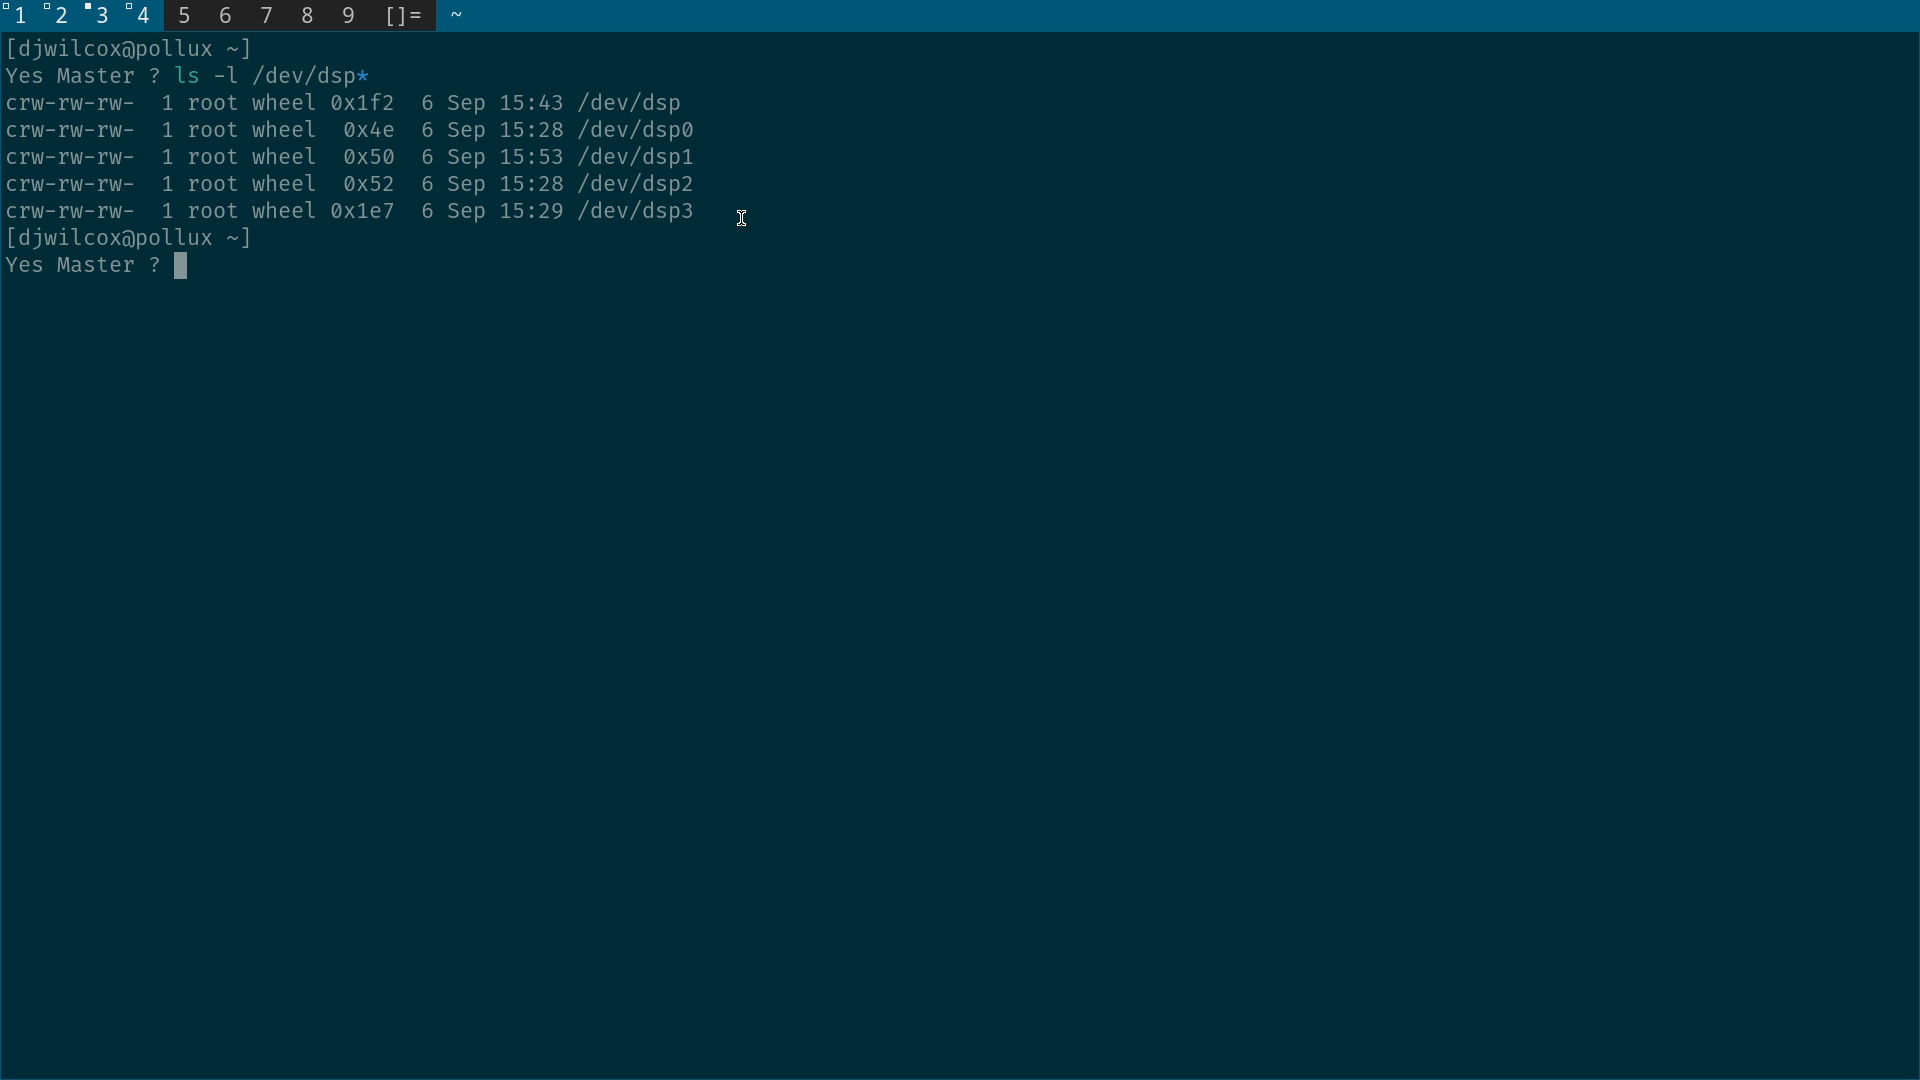 1 2 3 4 5 6 7 8 9 []= ~
[djwilcox@pollux ~]
Yes Master ? ls -l /dev/dsp*
crw-rw-rw-  1 root wheel 0x1f2  6 Sep 15:43 /dev/dsp
crw-rw-rw-  1 root wheel  0x4e  6 Sep 15:28 /dev/dsp0
crw-rw-rw-  1 root wheel  0x50  6 Sep 15:53 /dev/dsp1
crw-rw-rw-  1 root wheel  0x52  6 Sep 15:28 /dev/dsp2
crw-rw-rw-  1 root wheel 0x1e7  6 Sep 15:29 /dev/dsp3
[djwilcox@pollux ~]
Yes Master ?